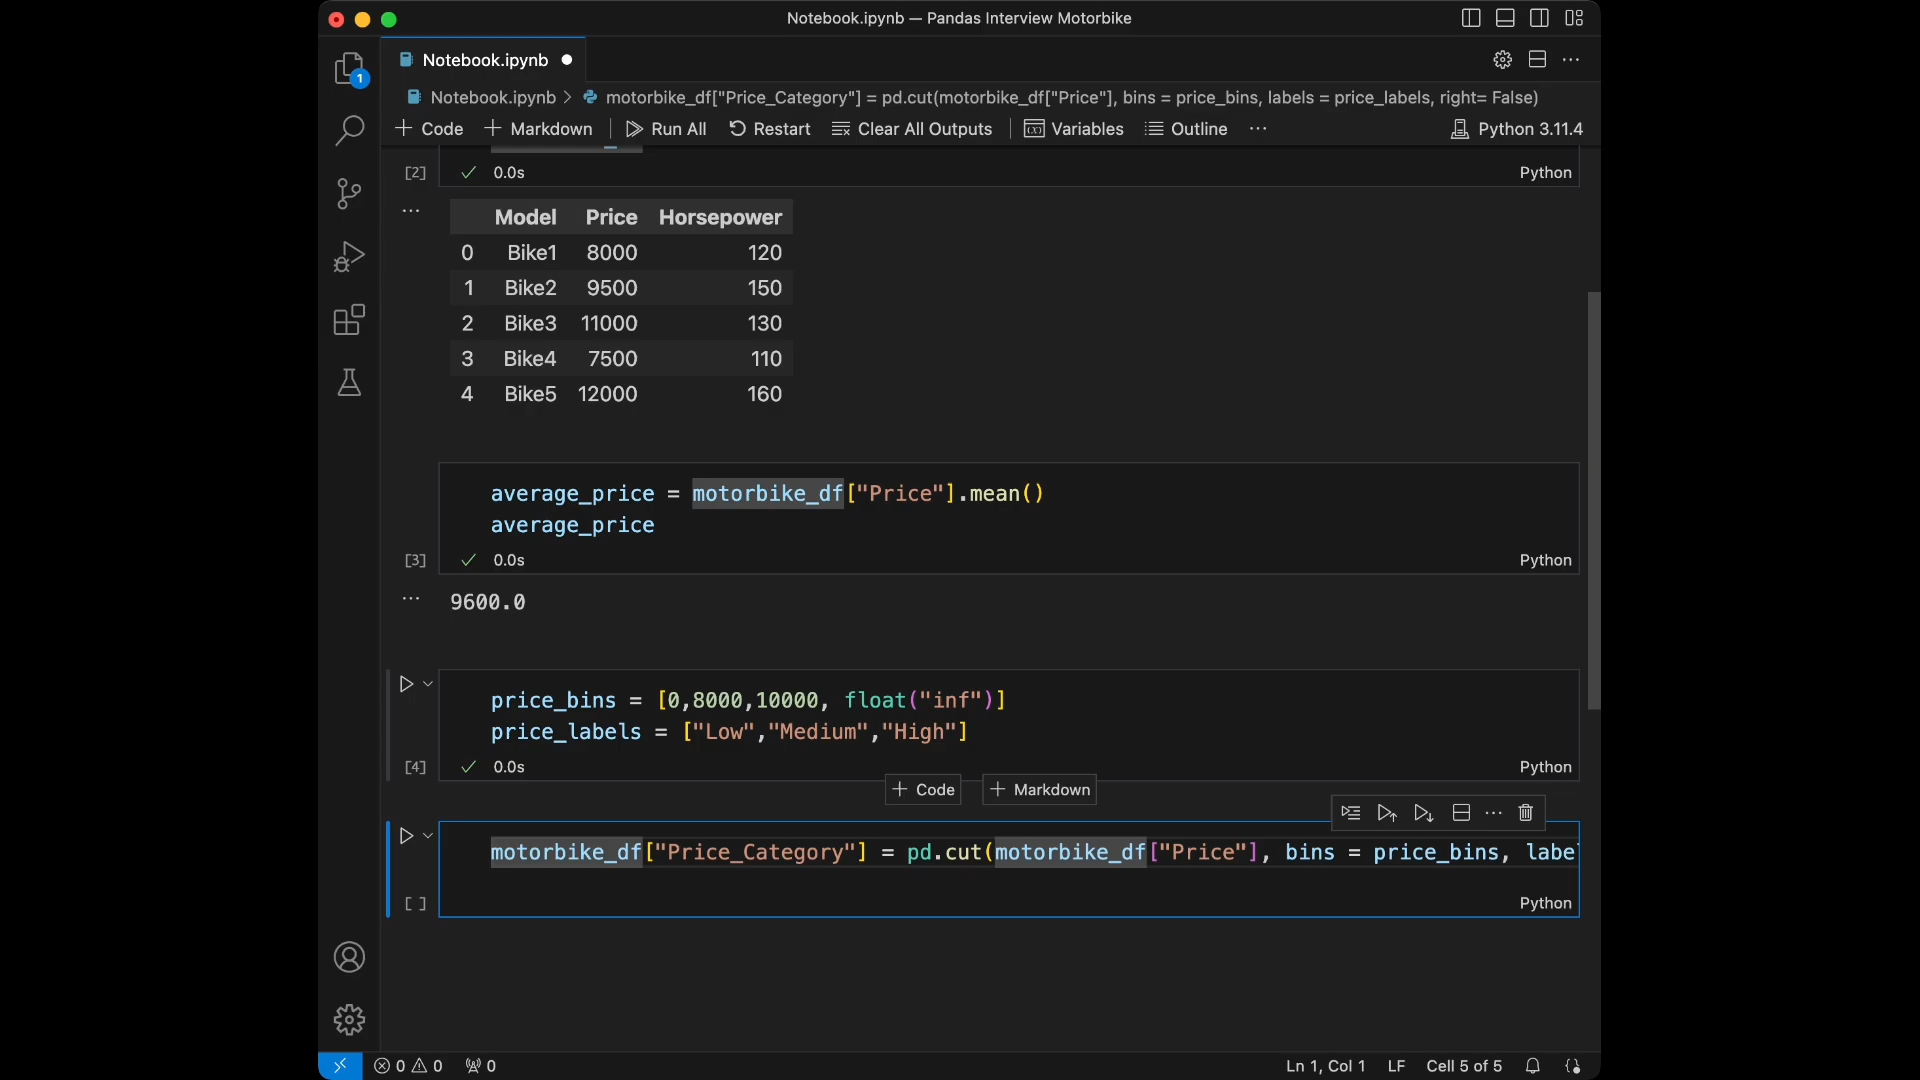 Notebook.ipynb — Pandas Interview Motorbike
Notebook.ipynb
1
Notebook.ipynb > motorbike_df["Price_Category"] = pd.cut(motorbike_df["Price"], bins = price_bins, labels = price_labels, right= False)
+ Code + Markdown Run All Restart Clear All Outputs Variables Outline ... Python 3.11.4
[2] 0.0s Python
Model Price Horsepower
0 Bike1 8000 120
1 Bike2 9500 150
2 Bike3 11000 130
3 Bike4 7500 110
4 Bike5 12000 160
average_price = motorbike_df["Price"].mean()
average_price
[3] 0.0s Python
9600.0
price_bins = [0,8000,10000, float("inf")]
price_labels = ["Low","Medium","High"]
[4] 0.0s Python
+ Code + Markdown
motorbike_df["Price_Category"] = pd.cut(motorbike_df["Price"], bins = price_bins, labe
[ ] Python
0 0 0 Ln 1, Col 1 LF Cell 5 of 5